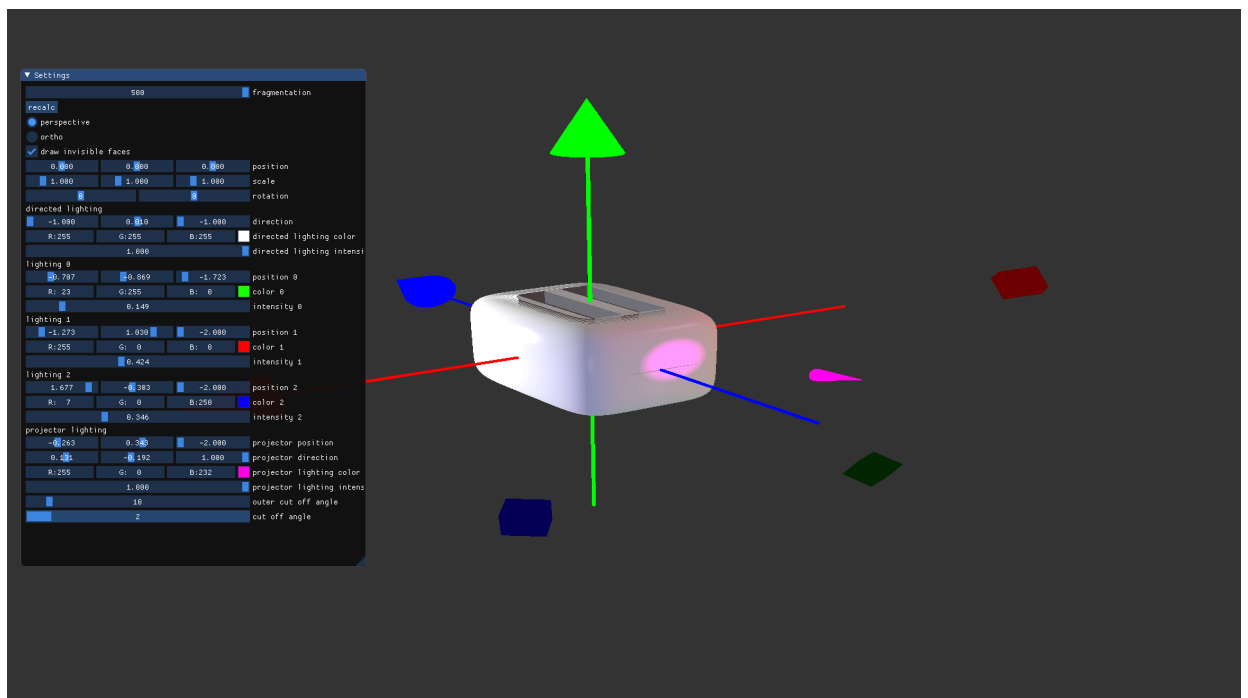 Settings
500 fragmentation
recalc
perspective
ortho
draw invisible faces
0.000 0.000 0.000 position
1.000 1.000 1.000 scale
0 0 rotation
directed lighting
-1.000 0.010 -1.000 direction
R:255 G:255 B:255 directed lighting color
1.000 directed lighting intensi
lighting 0
-0.707 -0.869 -1.723 position 0
R: 23 G:255 B: 0 color 0
0.149 intensity 0
lighting 1
-1.273 1.030 -2.000 position 1
R:255 G: 0 B: 0 color 1
0.424 intensity 1
lighting 2
1.677 -0.383 -2.000 position 2
R: 7 G: 0 B:250 color 2
0.346 intensity 2
projector lighting
-0.263 0.343 -2.000 projector position
0.131 -0.192 1.000 projector direction
R:255 G: 0 B:232 projector lighting color
1.000 projector lighting intens
10 outer cut off angle
2 cut off angle